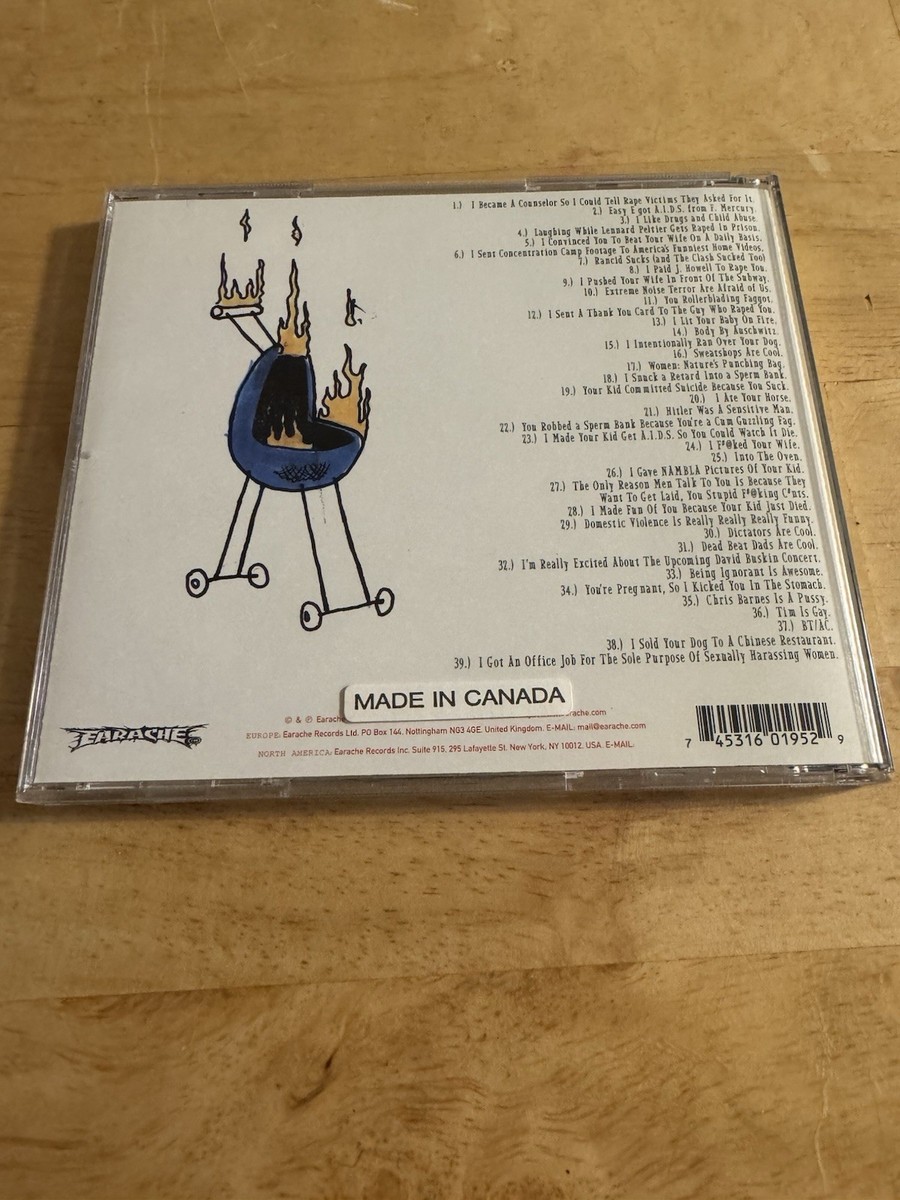 1.) I Became A Counselor So I Could Tell Rape Victims They Asked For It.
2.) Easy E got A.I.D.S. from F. Mercury.
3.) I Like Drugs and Child Abuse.
4.) Laughing While Lennard Peltier Gets Raped In Prison.
5.) I Convinced You To Beat Your Wife On A Daily Basis.
6.) I Sent Concentration Camp Footage To America's Funniest Home Videos.
7.) Rancid Sucks (and The Clash Sucked Too)
8.) I Paid J. Howell To Rape You.
9.) I Pushed Your Wife In Front Of The Subway.
10.) Extreme Noise Terror Are Afraid of Us.
11.) You Rollerblading Faggot.
12.) I Sent A Thank You Card To The Guy Who Raped You.
13.) I Lit Your Baby On Fire.
14.) Body By Auschwitz.
15.) I Intentionally Ran Over Your Dog.
16.) Sweatshops Are Cool.
17.) Women: Nature's Punching Bag.
18.) I Snuck a Retard Into a Sperm Bank.
19.) Your Kid Committed Suicide Because You Suck.
20.) I Ate Your Horse.
21.) Hitler Was A Sensitive Man.
22.) You Robbed a Sperm Bank Because You're a Cum Guzzling Fag.
23.) I Made Your Kid Get A.I.D.S. So You Could Watch It Die.
24.) I F#@ked Your Wife.
25.) Into The Oven.
26.) I Gave NAMBLA Pictures Of Your Kid.
27.) The Only Reason Men Talk To You Is Because They
Want To Get Laid, You Stupid F#@king C*nts.
28.) I Made Fun Of You Because Your Kid Just Died.
29.) Domestic Violence Is Really Really Really Funny.
30.) Dictators Are Cool.
31.) Dead Beat Dads Are Cool.
32.) I'm Really Excited About The Upcoming David Buskin Concert.
33.) Being Ignorant Is Awesome.
34.) You're Pregnant, So I Kicked You In The Stomach.
35.) Chris Barnes Is A Pussy.
36.) Tim Is Gay.
37.) BT/AC.
38.) I Sold Your Dog To A Chinese Restaurant.
39.) I Got An Office Job For The Sole Purpose Of Sexually Harassing Women.
MADE IN CANADA
© & ℗ Earache
EARACHE
EUROPE: Earache Records Ltd. PO Box 144, Nottingham NG3 4GE, United Kingdom. E-MAIL: mail@earache.com
NORTH AMERICA: Earache Records Inc. Suite 915, 295 Lafayette St. New York, NY 10012, USA. E-MAIL:
7 45316 01952 9